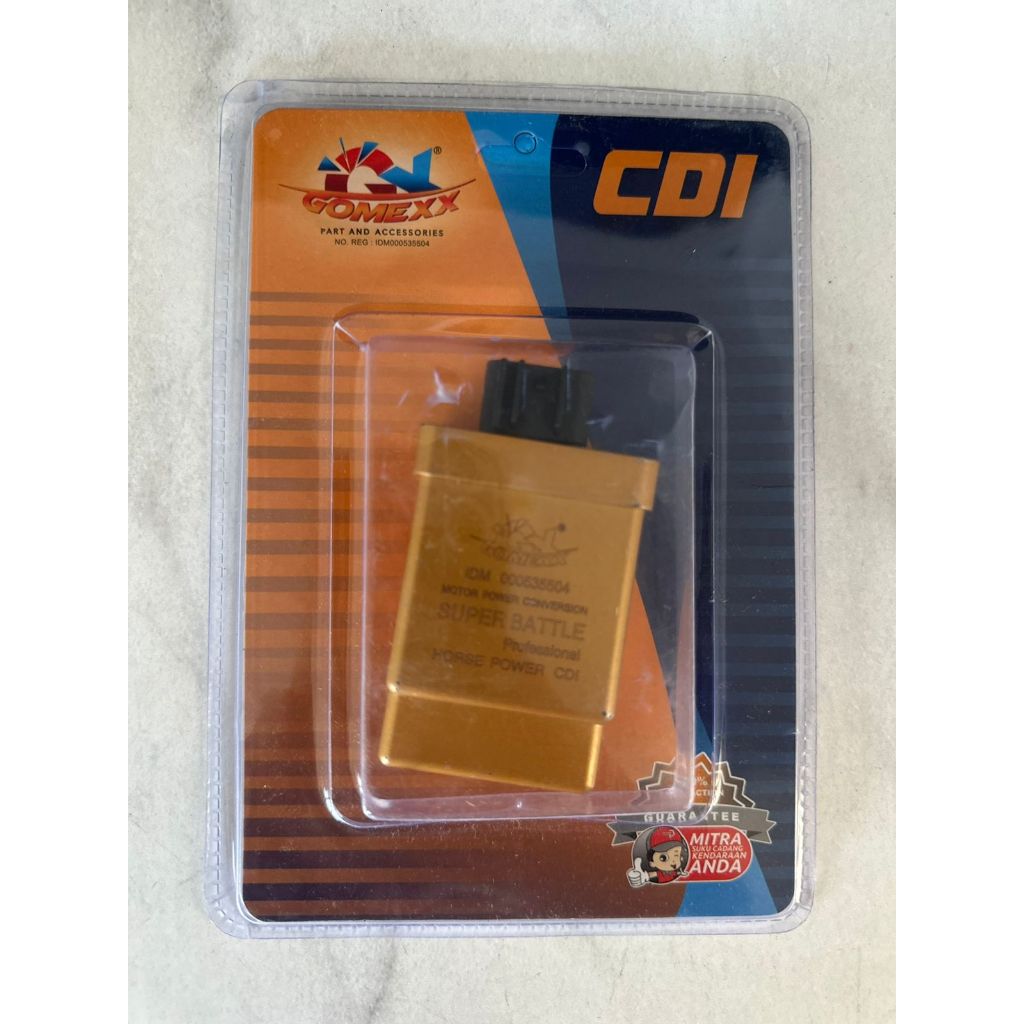 GOMEXX
®
PART AND ACCESSORIES
NO. REG : IDM000535504
CDI
GOMEXX
®
IDM 000535504
MOTOR POWER CONVERSION
SUPER BATTLE
Professional
HORSE POWER CDI
GUARANTEE
MITRA
SUKU CADANG
KENDARAAN
ANDA